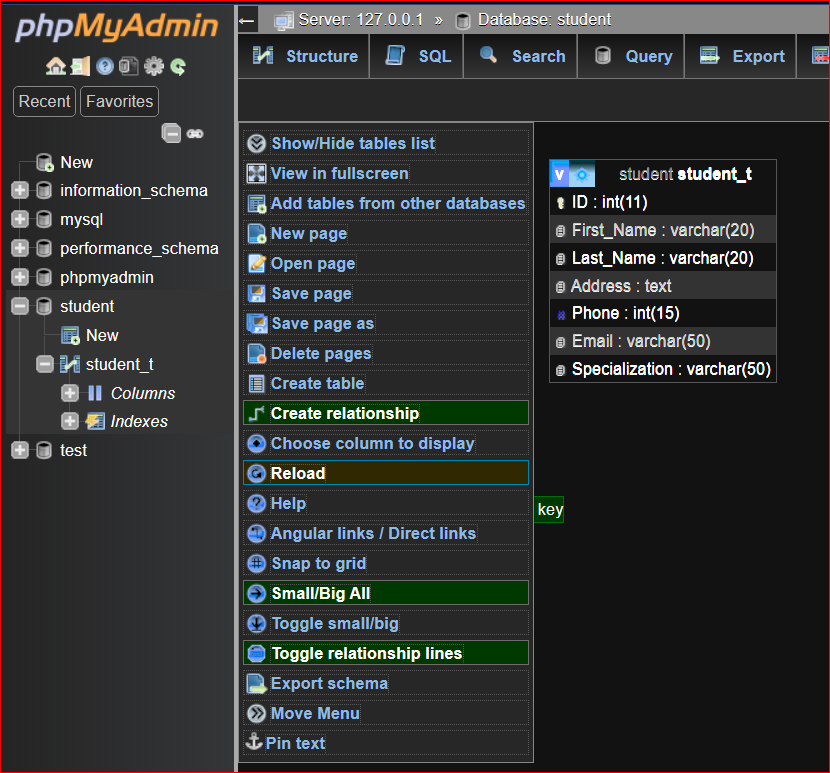 phpMyAdmin
Recent Favorites
New
information_schema
mysql
performance_schema
phpmyadmin
student
New
student_t
Columns
Indexes
test
Server: 127.0.0.1 » Database: student
Structure SQL Search Query Export
Show/Hide tables list
View in fullscreen
Add tables from other databases
New page
Open page
Save page
Save page as
Delete pages
Create table
Create relationship
Choose column to display
Reload
Help
Angular links / Direct links
Snap to grid
Small/Big All
Toggle small/big
Toggle relationship lines
Export schema
Move Menu
Pin text
key
v student student_t
ID : int(11)
First_Name : varchar(20)
Last_Name : varchar(20)
Address : text
Phone : int(15)
Email : varchar(50)
Specialization : varchar(50)